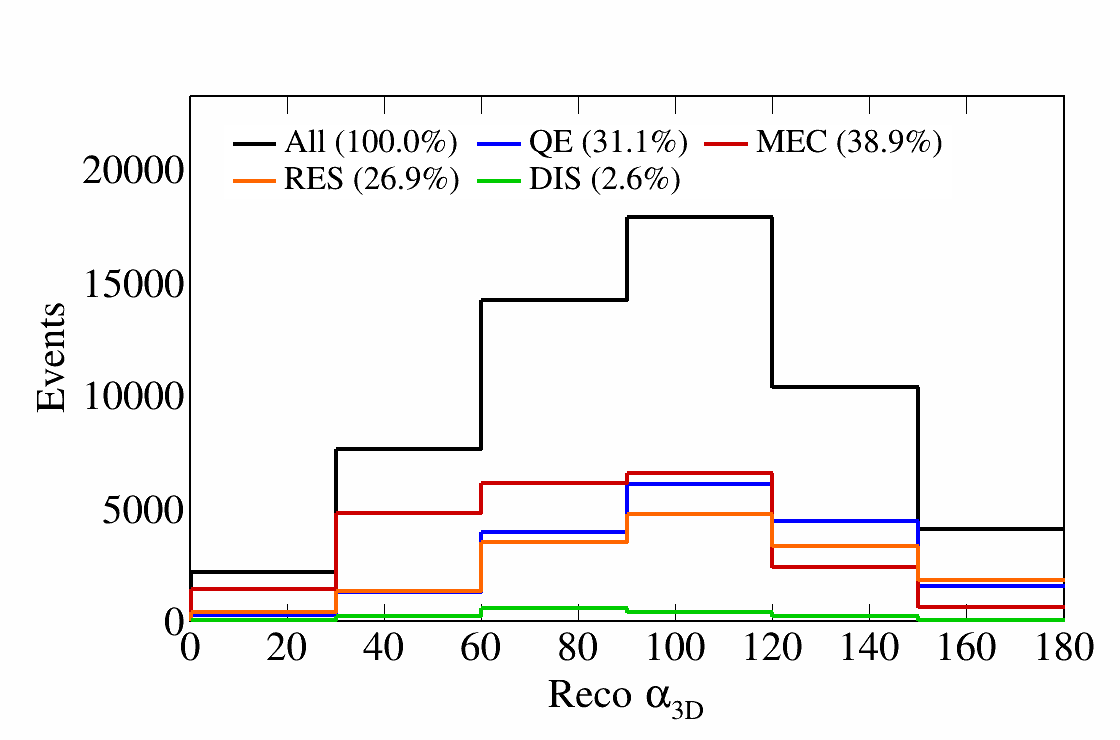 All (100.0%) QE (31.1%) MEC (38.9%)
RES (26.9%) DIS (2.6%)
20000
15000
10000
5000
0
Events
0 20 40 60 80 100 120 140 160 180
Reco α3D